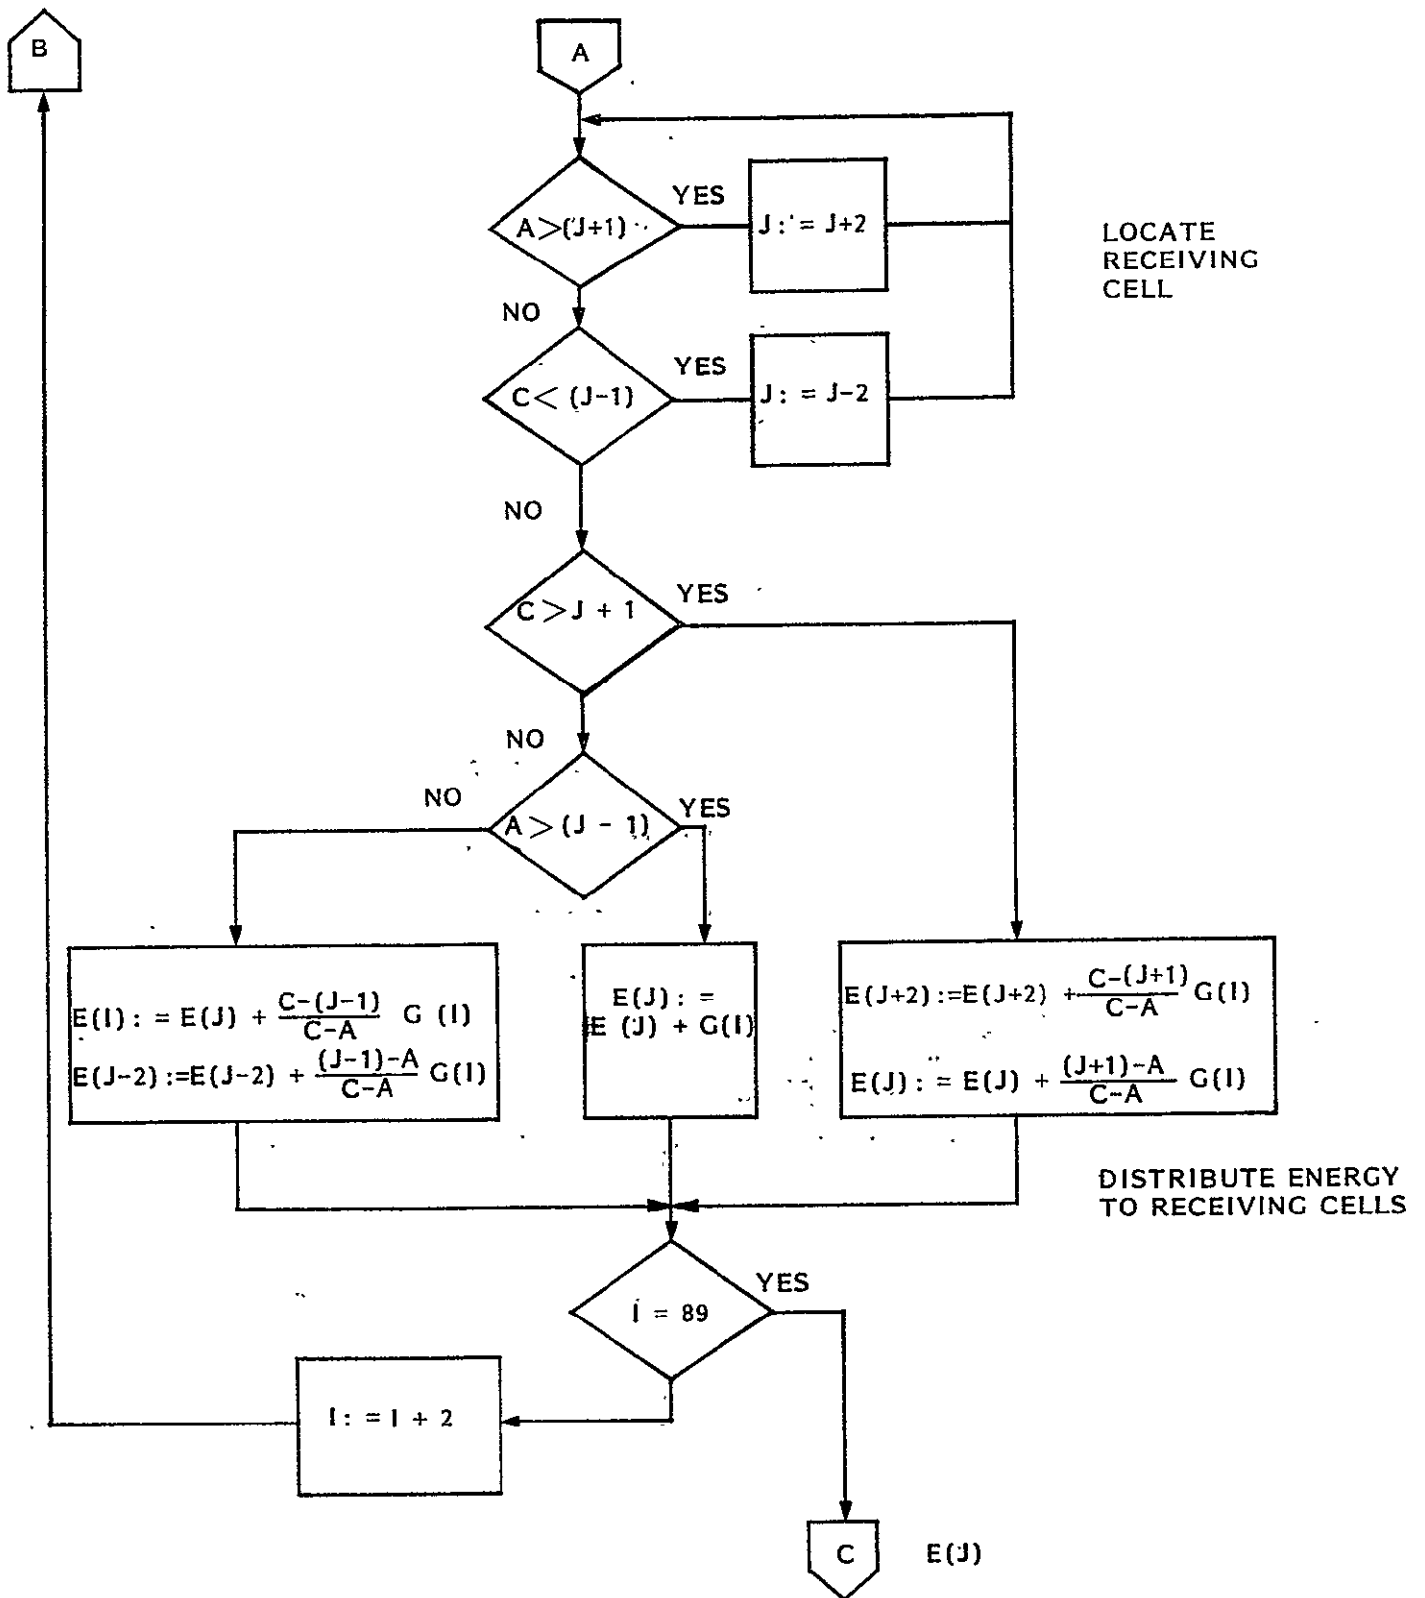 B
A
A>(J+1)
YES
J: = J+2
LOCATE
RECEIVING
CELL
NO
C< (J-1)
YES
J: = J-2
NO
C>J + 1
YES
NO
NO
A>(J - 1)
YES
E(I): = E(J) + C-(J-1)/C-A G (I)
E(J-2):=E(J-2) + (J-1)-A/C-A G(I)
E(J): =
E (J) + G(I)
E(J+2):=E(J+2) + C-(J+1)/C-A G(I)
E(J): = E(J) + (J+1)-A/C-A G(I)
DISTRIBUTE ENERGY
TO RECEIVING CELLS
I = 89
YES
I: = I + 2
C
E(J)